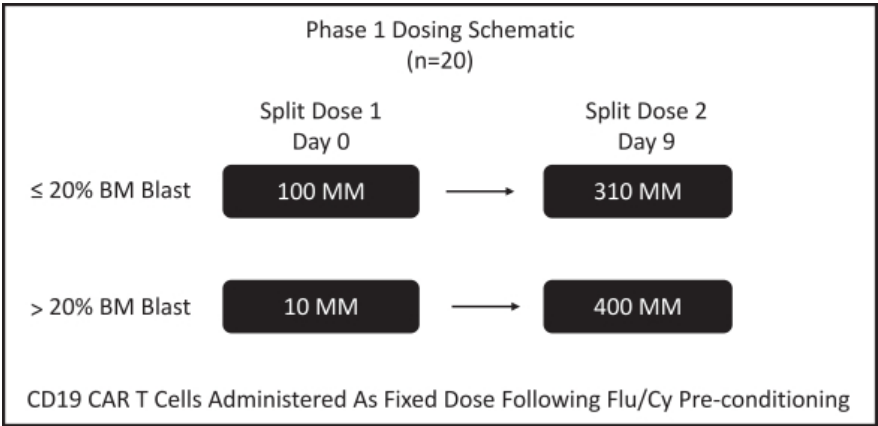 Phase 1 Dosing Schematic
(n=20)
Split Dose 1
Day 0
Split Dose 2
Day 9
≤ 20% BM Blast
100 MM
310 MM
> 20% BM Blast
10 MM
400 MM
CD19 CAR T Cells Administered As Fixed Dose Following Flu/Cy Pre-conditioning